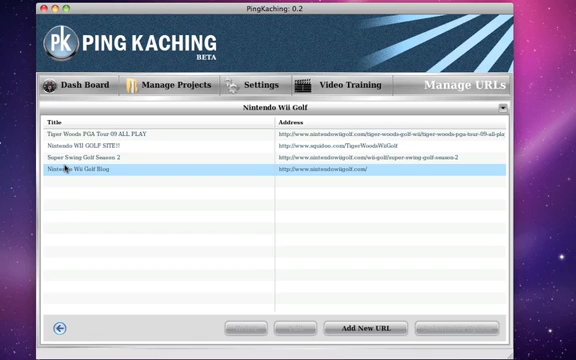 PingKaching: 0.2
PK PING KACHING
BETA
Dash Board Manage Projects Settings Video Training Manage URLs
Nintendo Wii Golf
Title Address
Tiger Woods PGA Tour 09 ALL PLAY http://www.nintendowiigolf.com/tiger-woods-golf-wii/tiger-woods-pga-tour-09-all-pla
Nintendo WII GOLF SITE!! http://www.squidoo.com/TigerWoodsWiiGolf
Super Swing Golf Season 2 http://www.nintendowiigolf.com/wii-golf/super-swing-golf-season-2
Nintendo Wii Golf Blog http://www.nintendowiigolf.com/
Add New URL